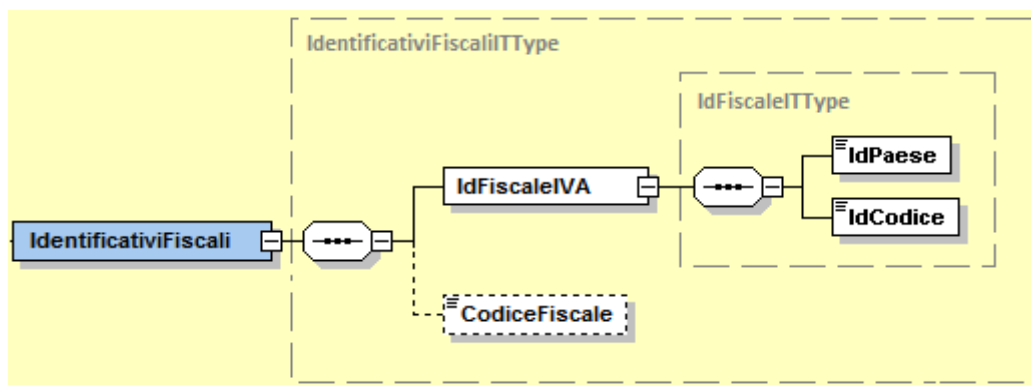 IdentificativiFiscaliITType
IdFiscaleITType
IdPaese
IdFiscaleIVA
IdCodice
IdentificativiFiscali
CodiceFiscale